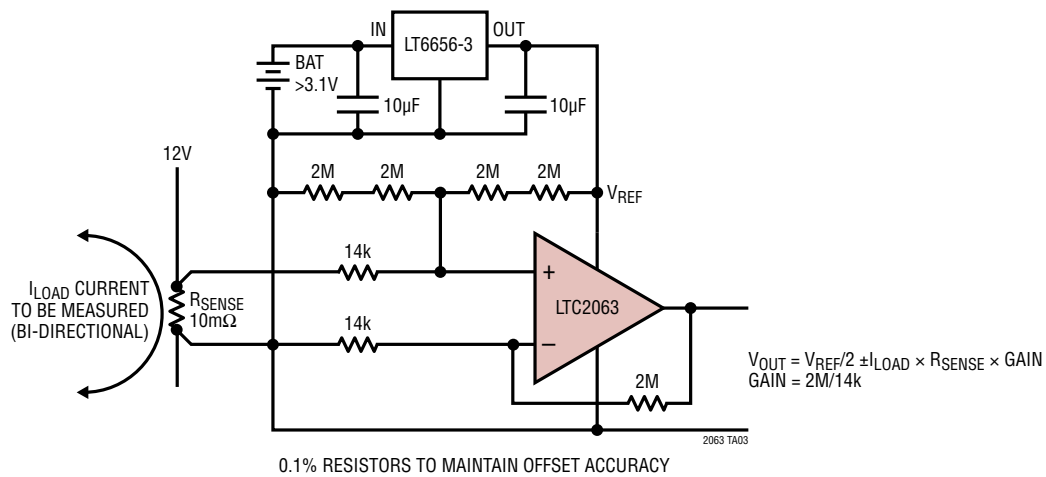 IN
LT6656-3
OUT
BAT
>3.1V
10µF
10µF
12V
2M
2M
2M
2M
VREF
14k
ILOAD CURRENT
TO BE MEASURED
(BI-DIRECTIONAL)
RSENSE
10mΩ
+
LTC2063
14k
–
2M
VOUT = VREF/2 ±ILOAD × RSENSE × GAIN
GAIN = 2M/14k
2063 TA03
0.1% RESISTORS TO MAINTAIN OFFSET ACCURACY